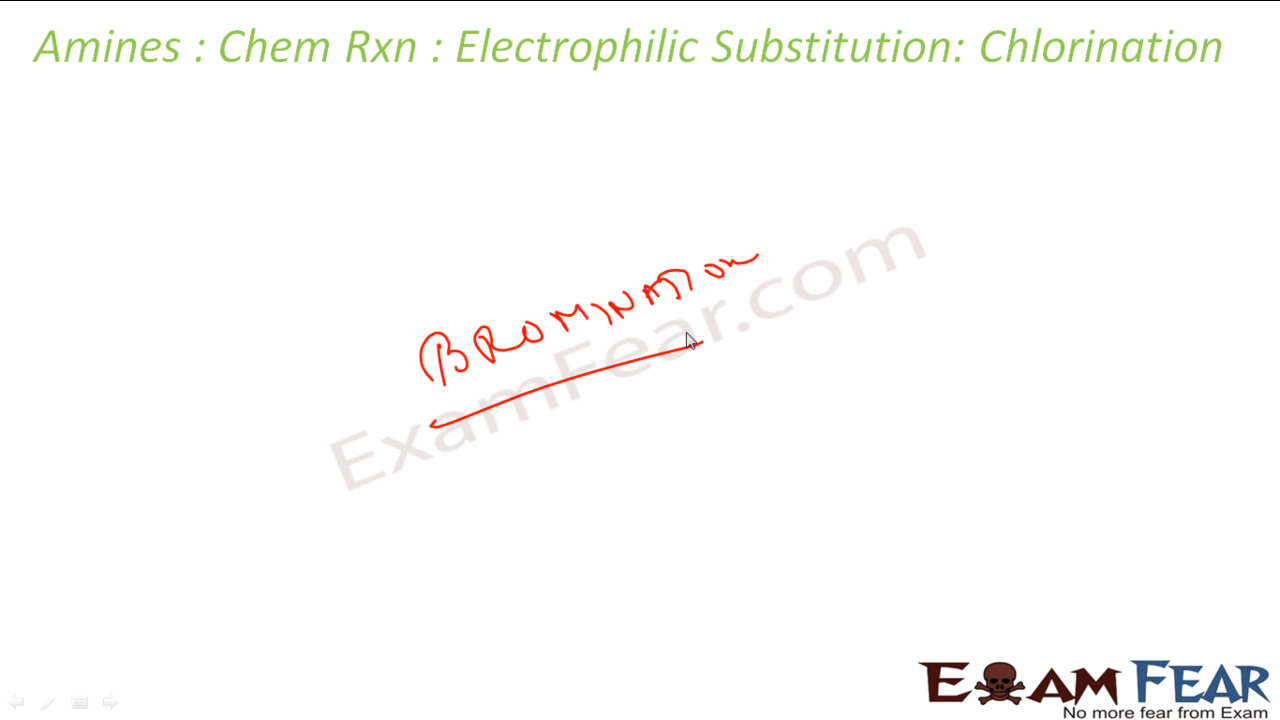 Amines : Chem Rxn : Electrophilic Substitution: Chlorination
BROMINATION
ExamFear.com
EXAM FEAR
No more fear from Exam